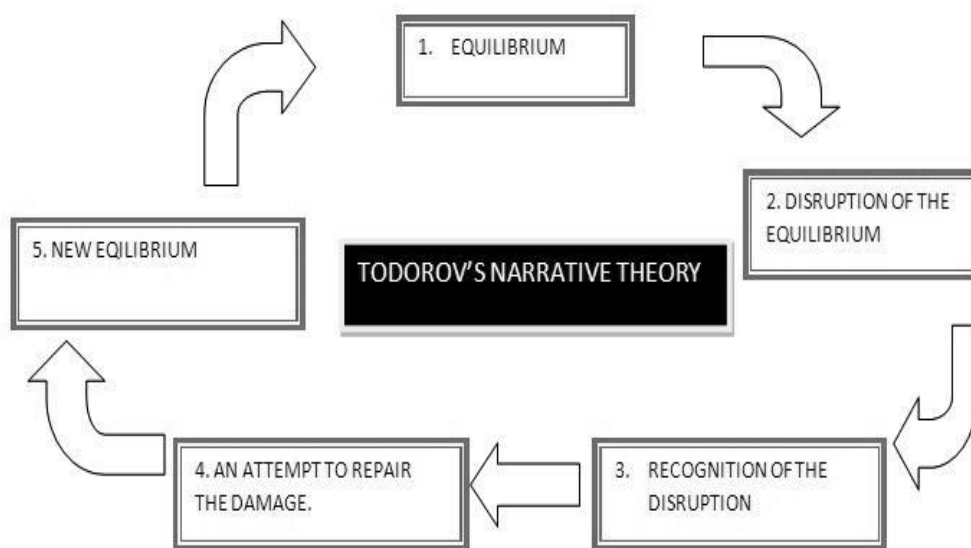 1. EQUILIBRIUM
2. DISRUPTION OF THE
EQUILIBRIUM
5. NEW EQILIBRIUM
TODOROV'S NARRATIVE THEORY
4. AN ATTEMPT TO REPAIR
THE DAMAGE.
3. RECOGNITION OF THE
DISRUPTION